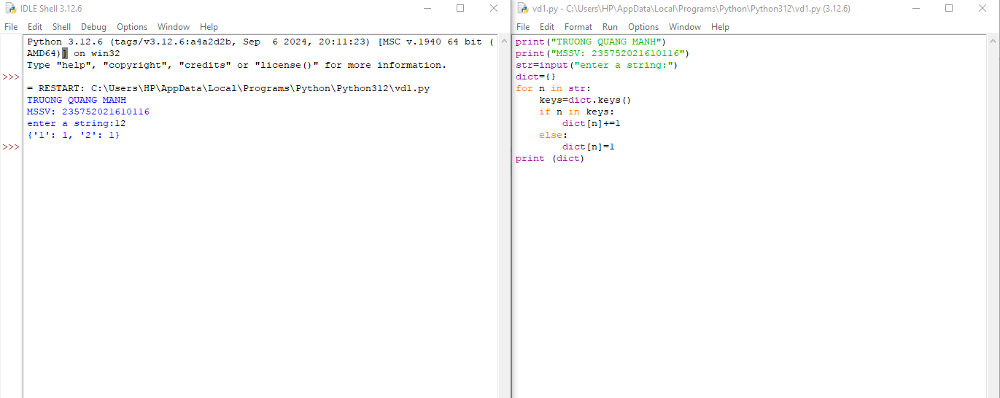 IDLE Shell 3.12.6
File Edit Shell Debug Options Window Help
Python 3.12.6 (tags/v3.12.6:a4a2d2b, Sep  6 2024, 20:11:23) [MSC v.1940 64 bit (
AMD64)] on win32
Type "help", "copyright", "credits" or "license()" for more information.
>>>
= RESTART: C:\Users\HP\AppData\Local\Programs\Python\Python312\vd1.py
TRUONG QUANG MANH
MSSV: 235752021610116
enter a string:12
{'1': 1, '2': 1}
>>>
vd1.py - C:\Users\HP\AppData\Local\Programs\Python\Python312\vd1.py (3.12.6)
File Edit Format Run Options Window Help
print("TRUONG QUANG MANH")
print("MSSV: 235752021610116")
str=input("enter a string:")
dict={}
for n in str:
    keys=dict.keys()
    if n in keys:
        dict[n]+=1
    else:
        dict[n]=1
print (dict)